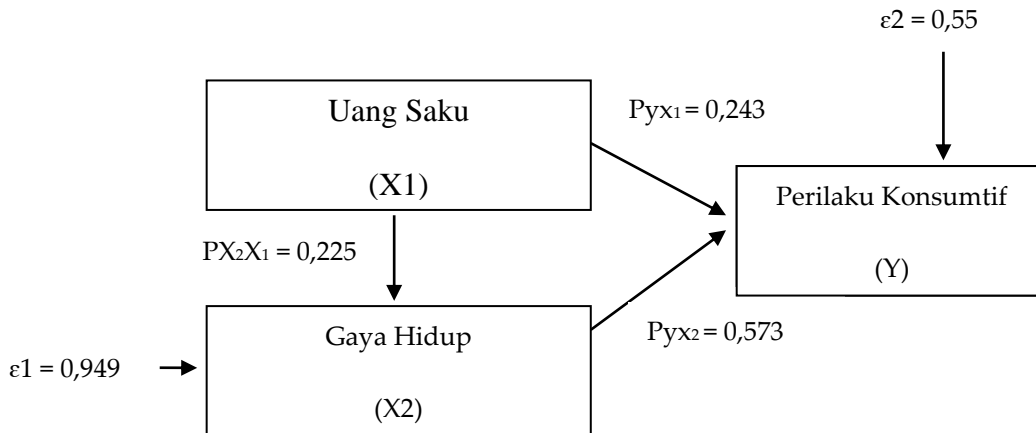 ε2 = 0,55
Uang Saku
(X1)
Pyx₁ = 0,243
Perilaku Konsumtif
(Y)
PX₂X₁ = 0,225
Gaya Hidup
(X2)
Pyx₂ = 0,573
ε1 = 0,949